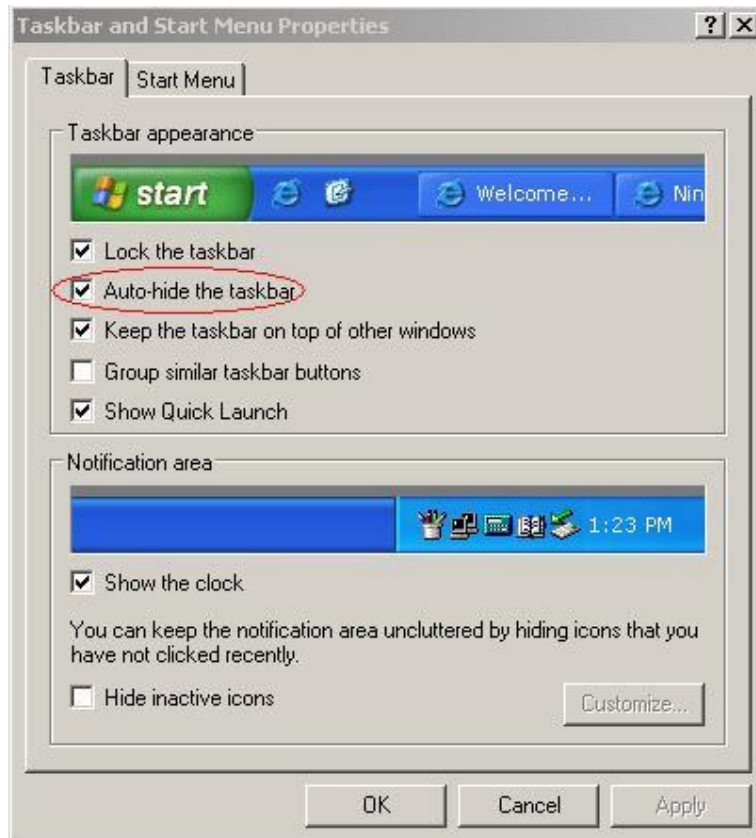 Taskbar and Start Menu Properties
Taskbar
Start Menu
Taskbar appearance
start
Welcome...
Nin
Lock the taskbar
Auto-hide the taskbar
Keep the taskbar on top of other windows
Group similar taskbar buttons
Show Quick Launch
Notification area
1:23 PM
Show the clock
You can keep the notification area uncluttered by hiding icons that you
have not clicked recently.
Hide inactive icons
Customize...
OK
Cancel
Apply